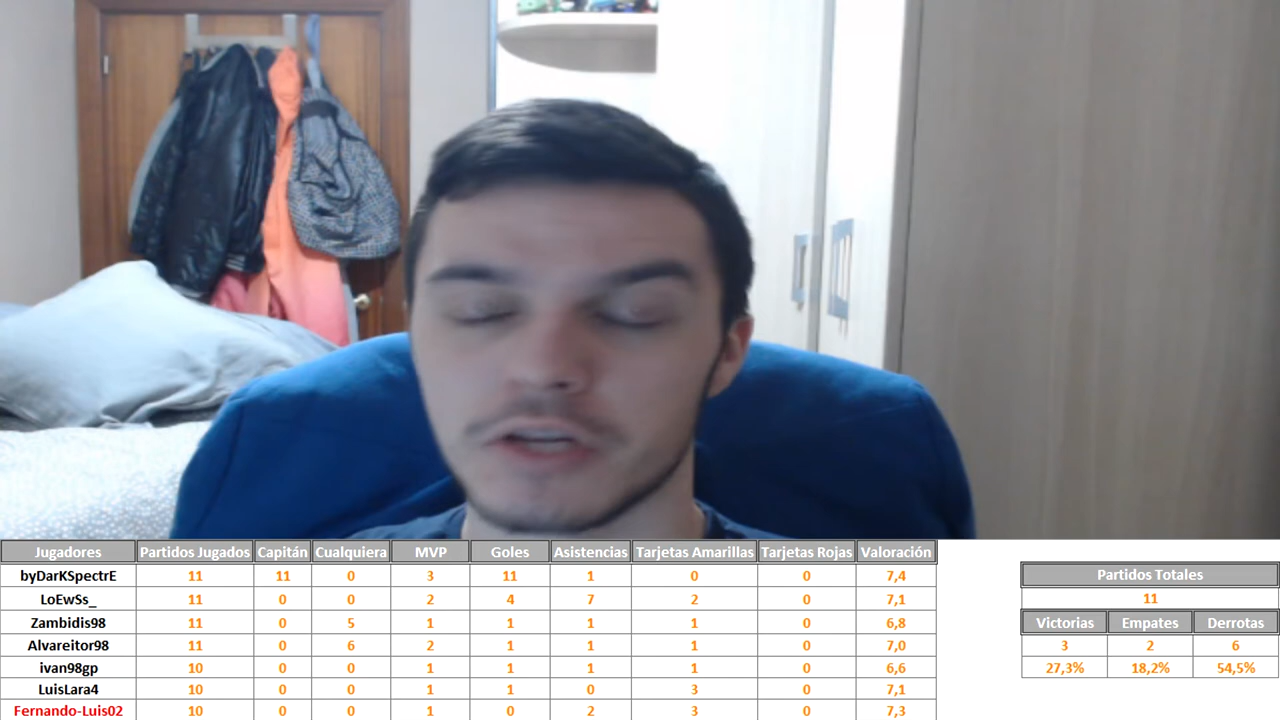 Jugadores Partidos Jugados Capitán Cualquiera MVP Goles Asistencias Tarjetas Amarillas Tarjetas Rojas Valoración
byDarKSpectrE 11 11 0 3 11 1 0 0 7,4
LoEwSs_ 11 0 0 2 4 7 2 0 7,1
Zambidis98 11 0 5 1 1 1 1 0 6,8
Alvareitor98 11 0 6 2 1 1 1 0 7,0
ivan98gp 10 0 0 1 1 1 1 0 6,6
LuisLara4 10 0 0 1 1 0 3 0 7,1
Fernando-Luis02 10 0 0 1 0 2 3 0 7,3
Partidos Totales
11
Victorias Empates Derrotas
3 2 6
27,3% 18,2% 54,5%